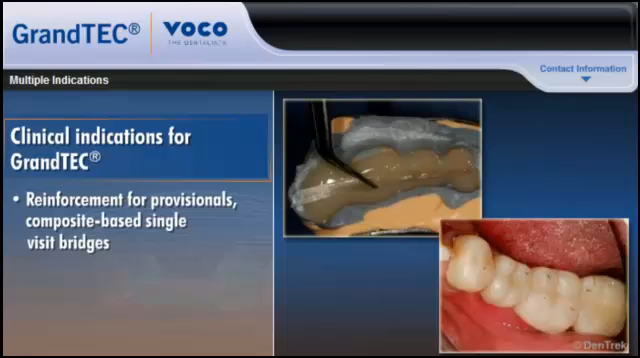 GrandTEC®
VOCO
THE DENTALISTS
Contact Information
Multiple Indications
Clinical indications for
GrandTEC®
• Reinforcement for provisionals,
composite-based single
visit bridges
© DenTrek